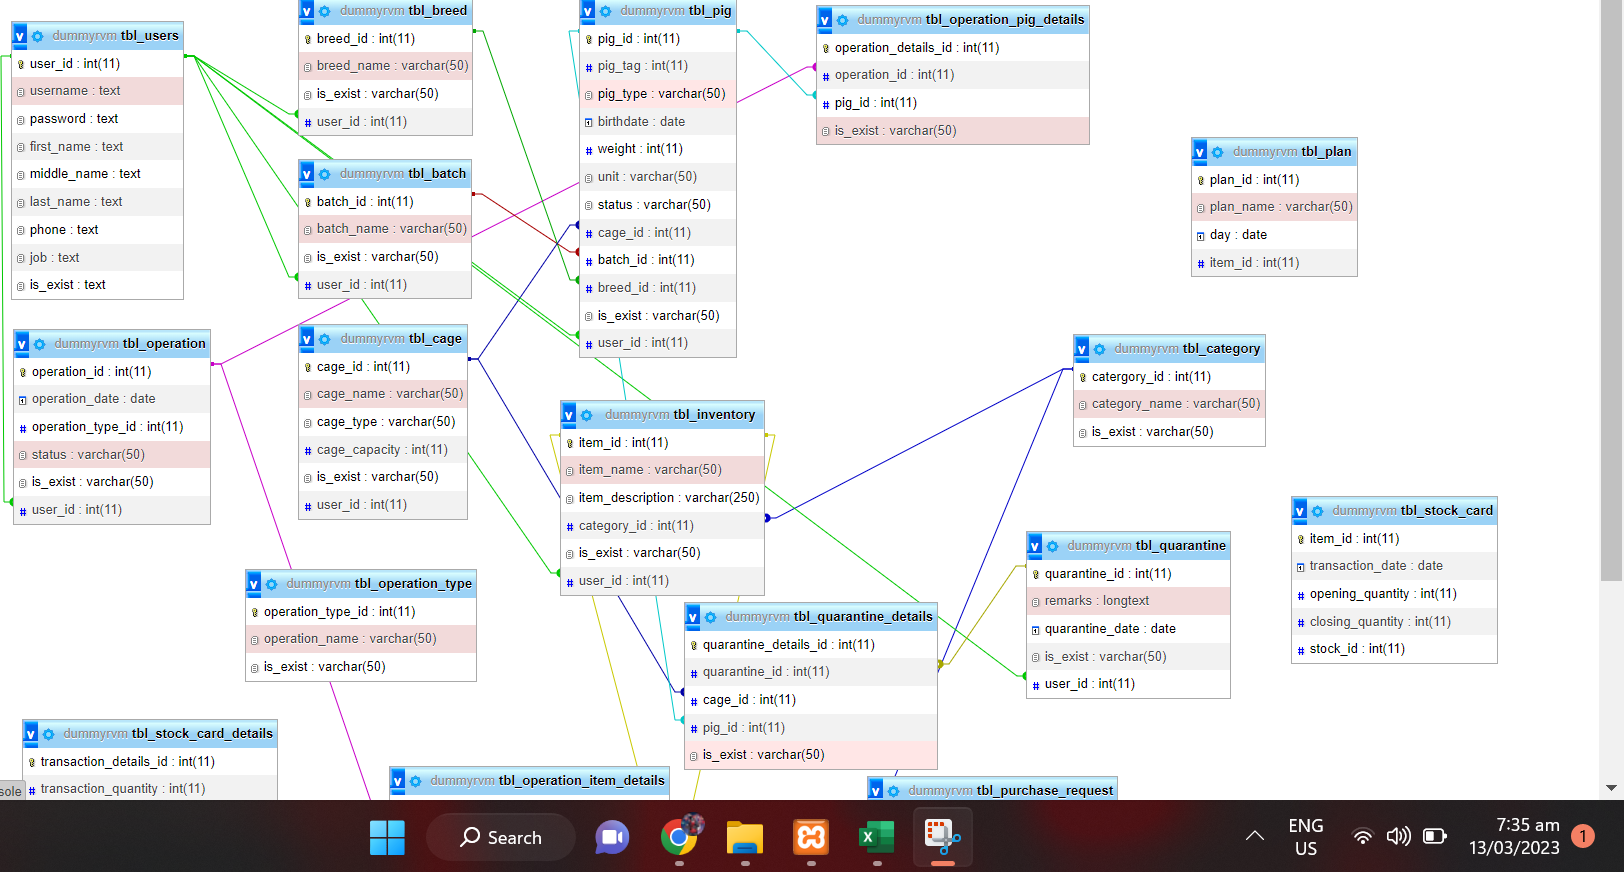 dummyrvm tbl_users
user_id : int(11)
username : text
password : text
first_name : text
middle_name : text
last_name : text
phone : text
job : text
is_exist : text
dummyrvm tbl_breed
breed_id : int(11)
breed_name : varchar(50)
is_exist : varchar(50)
user_id : int(11)
dummyrvm tbl_batch
batch_id : int(11)
batch_name : varchar(50)
is_exist : varchar(50)
user_id : int(11)
dummyrvm tbl_pig
pig_id : int(11)
pig_tag : int(11)
pig_type : varchar(50)
birthdate : date
weight : int(11)
unit : varchar(50)
status : varchar(50)
cage_id : int(11)
batch_id : int(11)
breed_id : int(11)
is_exist : varchar(50)
user_id : int(11)
dummyrvm tbl_operation_pig_details
operation_details_id : int(11)
operation_id : int(11)
pig_id : int(11)
is_exist : varchar(50)
dummyrvm tbl_plan
plan_id : int(11)
plan_name : varchar(50)
day : date
item_id : int(11)
dummyrvm tbl_operation
operation_id : int(11)
operation_date : date
operation_type_id : int(11)
status : varchar(50)
is_exist : varchar(50)
user_id : int(11)
dummyrvm tbl_cage
cage_id : int(11)
cage_name : varchar(50)
cage_type : varchar(50)
cage_capacity : int(11)
is_exist : varchar(50)
user_id : int(11)
dummyrvm tbl_inventory
item_id : int(11)
item_name : varchar(50)
item_description : varchar(250)
category_id : int(11)
is_exist : varchar(50)
user_id : int(11)
dummyrvm tbl_category
catergory_id : int(11)
category_name : varchar(50)
is_exist : varchar(50)
dummyrvm tbl_quarantine
quarantine_id : int(11)
remarks : longtext
quarantine_date : date
is_exist : varchar(50)
user_id : int(11)
dummyrvm tbl_stock_card
item_id : int(11)
transaction_date : date
opening_quantity : int(11)
closing_quantity : int(11)
stock_id : int(11)
dummyrvm tbl_operation_type
operation_type_id : int(11)
operation_name : varchar(50)
is_exist : varchar(50)
dummyrvm tbl_quarantine_details
quarantine_details_id : int(11)
quarantine_id : int(11)
cage_id : int(11)
pig_id : int(11)
is_exist : varchar(50)
dummyrvm tbl_stock_card_details
transaction_details_id : int(11)
transaction_quantity : int(11)
sole
dummyrvm tbl_operation_item_details
dummyrvm tbl_purchase_request
Search
ENG
US
7:35 am
13/03/2023
1